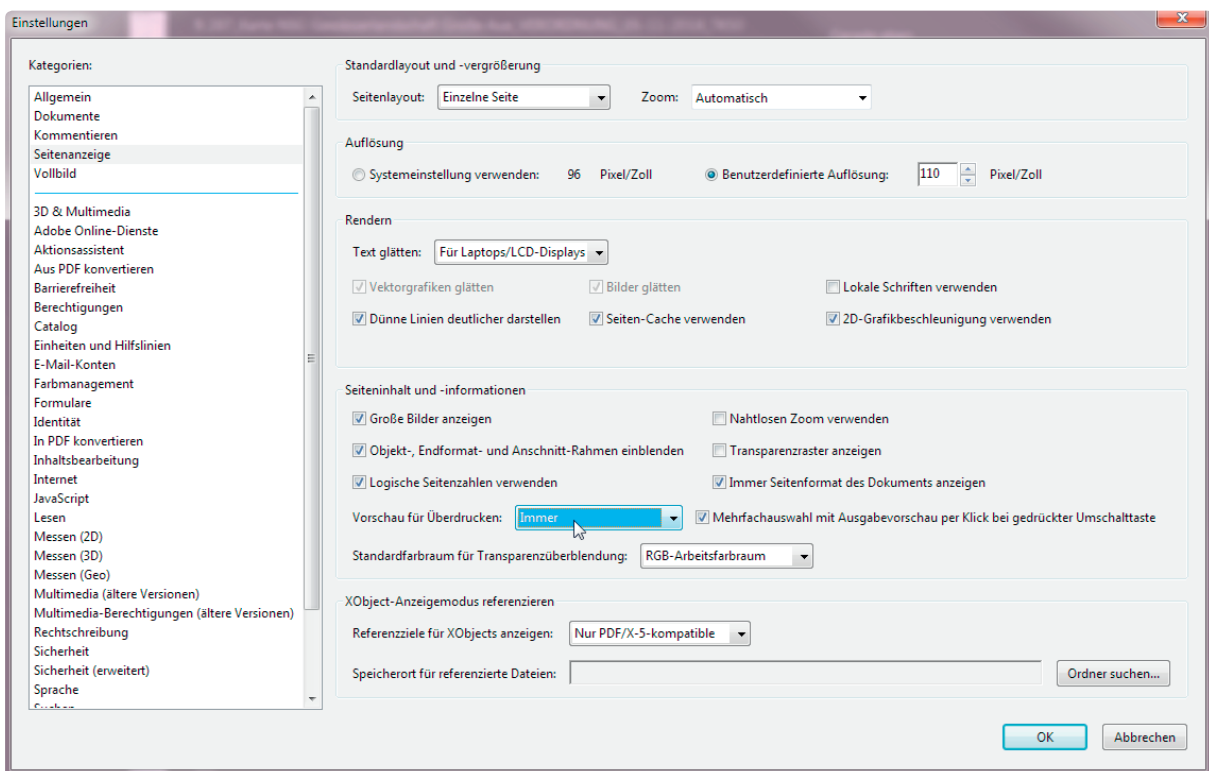 Einstellungen
Kategorien:
Allgemein
Dokumente
Kommentieren
Seitenanzeige
Vollbild
3D & Multimedia
Adobe Online-Dienste
Aktionsassistent
Aus PDF konvertieren
Barrierefreiheit
Berechtigungen
Catalog
Einheiten und Hilfslinien
E-Mail-Konten
Farbmanagement
Formulare
Identität
In PDF konvertieren
Inhaltsbearbeitung
Internet
JavaScript
Lesen
Messen (2D)
Messen (3D)
Messen (Geo)
Multimedia (ältere Versionen)
Multimedia-Berechtigungen (ältere Versionen)
Rechtschreibung
Sicherheit
Sicherheit (erweitert)
Sprache
Standardlayout und -vergrößerung
Seitenlayout: Einzelne Seite Zoom: Automatisch
Auflösung
Systemeinstellung verwenden: 96 Pixel/Zoll Benutzerdefinierte Auflösung: 110 Pixel/Zoll
Rendern
Text glätten: Für Laptops/LCD-Displays
Vektorgrafiken glätten Bilder glätten Lokale Schriften verwenden
Dünne Linien deutlicher darstellen Seiten-Cache verwenden 2D-Grafikbeschleunigung verwenden
Seiteninhalt und -informationen
Große Bilder anzeigen Nahtlosen Zoom verwenden
Objekt-, Endformat- und Anschnitt-Rahmen einblenden Transparenzraster anzeigen
Logische Seitenzahlen verwenden Immer Seitenformat des Dokuments anzeigen
Vorschau für Überdrucken: Immer Mehrfachauswahl mit Ausgabevorschau per Klick bei gedrückter Umschalttaste
Standardfarbraum für Transparenzüberblendung: RGB-Arbeitsfarbraum
XObject-Anzeigemodus referenzieren
Referenzziele für XObjects anzeigen: Nur PDF/X-5-kompatible
Speicherort für referenzierte Dateien: Ordner suchen...
OK Abbrechen